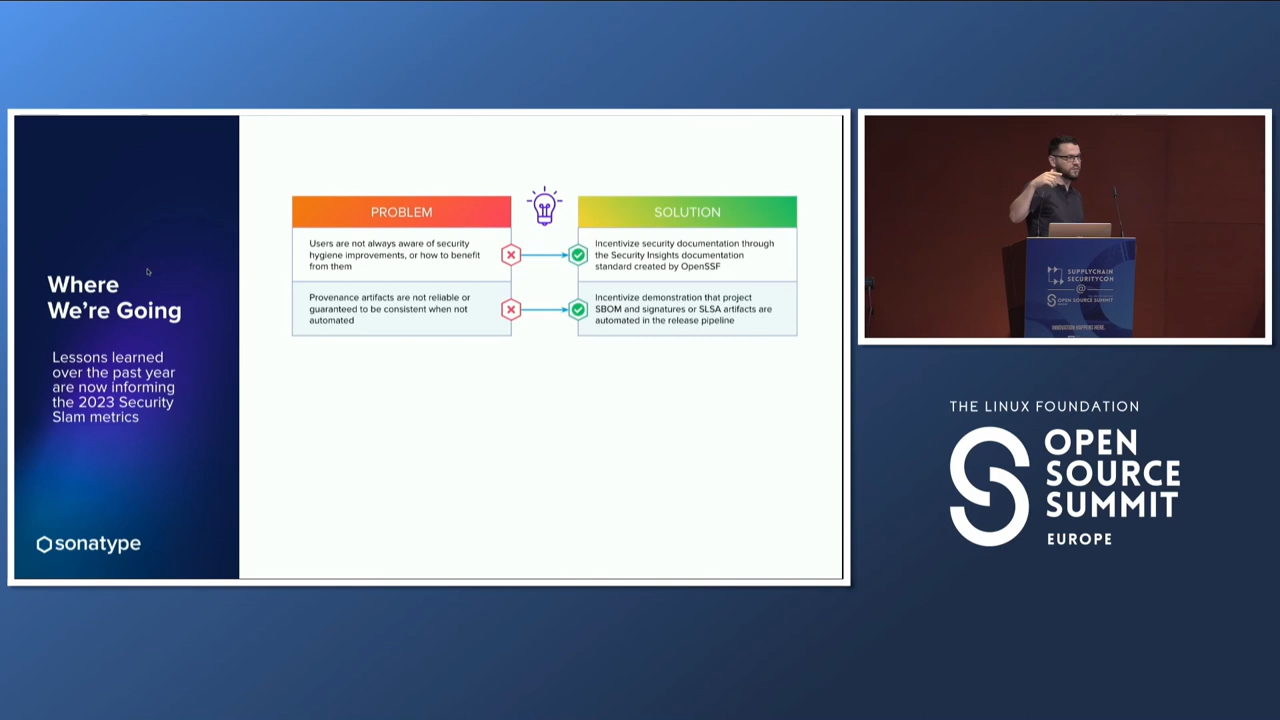 Where
We're Going
Lessons learned
over the past year
are now informing
the 2023 Security
Slam metrics
sonatype
PROBLEM
SOLUTION
Users are not always aware of security
hygiene improvements, or how to benefit
from them
Incentivize security documentation through
the Security Insights documentation
standard created by OpenSSF
Provenance artifacts are not reliable or
guaranteed to be consistent when not
automated
Incentivize demonstration that project
SBOM and signatures or SLSA artifacts are
automated in the release pipeline
SUPPLYCHAIN
SECURITYCON
@
OPEN SOURCE SUMMIT
INNOVATION HAPPENS HERE.
THE LINUX FOUNDATION
OPEN
SOURCE
SUMMIT
EUROPE